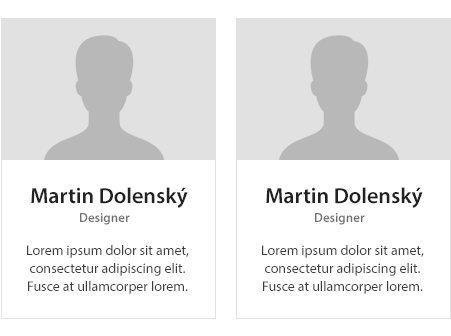 Martin Dolenský
Designer
Lorem ipsum dolor sit amet,
consectetur adipiscing elit.
Fusce at ullamcorper lorem.
Martin Dolenský
Designer
Lorem ipsum dolor sit amet,
consectetur adipiscing elit.
Fusce at ullamcorper lorem.